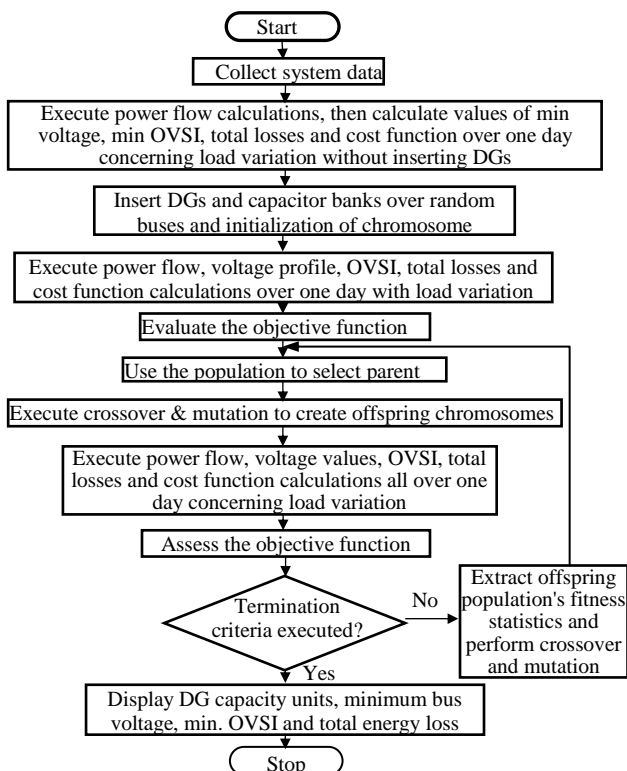 Start
Collect system data
Execute power flow calculations, then calculate values of min
voltage, min OVSI, total losses and cost function over one day
concerning load variation without inserting DGs
Insert DGs and capacitor banks over random
buses and initialization of chromosome
Execute power flow, voltage profile, OVSI, total losses and
cost function calculations over one day with load variation
Evaluate the objective function
Use the population to select parent
Execute crossover & mutation to create offspring chromosomes
Execute power flow, voltage values, OVSI, total
losses and cost function calculations all over one
day concerning load variation
Assess the objective function
Termination
criteria executed?
No
Extract offspring
population's fitness
statistics and
perform crossover
and mutation
Yes
Display DG capacity units, minimum bus
voltage, min. OVSI and total energy loss
Stop